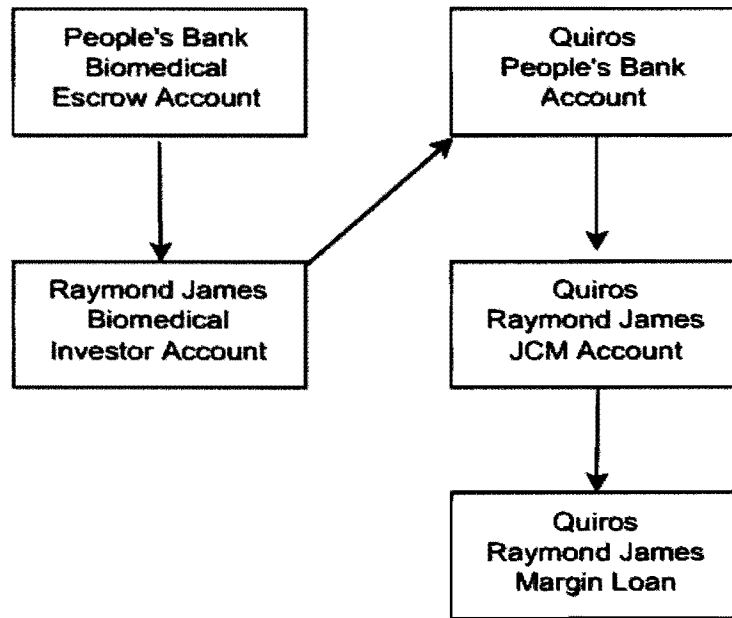 People's Bank
Biomedical
Escrow Account
Quiros
People's Bank
Account
Raymond James
Biomedical
Investor Account
Quiros
Raymond James
JCM Account
Quiros
Raymond James
Margin Loan